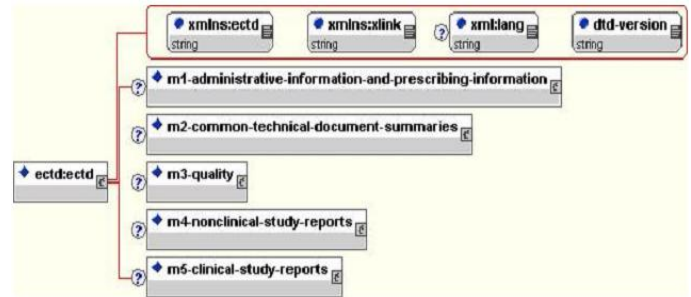 xmlns:ectd xmlns:xlink ? xml:lang dtd-version
string string string string
? m1-administrative-information-and-prescribing-information
? m2-common-technical-document-summaries
ectd:ectd ? m3-quality
? m4-nonclinical-study-reports
? m5-clinical-study-reports